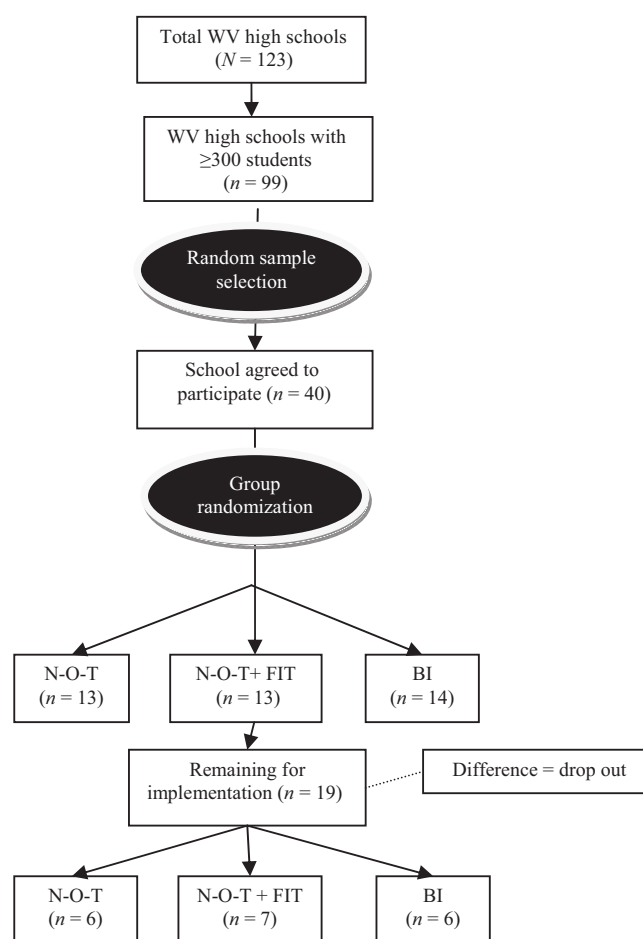 Total WV high schools
(N = 123)
WV high schools with
≥300 students
(n = 99)
Random sample
selection
School agreed to
participate (n = 40)
Group
randomization
N-O-T
(n = 13)
N-O-T+ FIT
(n = 13)
BI
(n = 14)
Remaining for
implementation (n = 19)
Difference = drop out
N-O-T
(n = 6)
N-O-T + FIT
(n = 7)
BI
(n = 6)